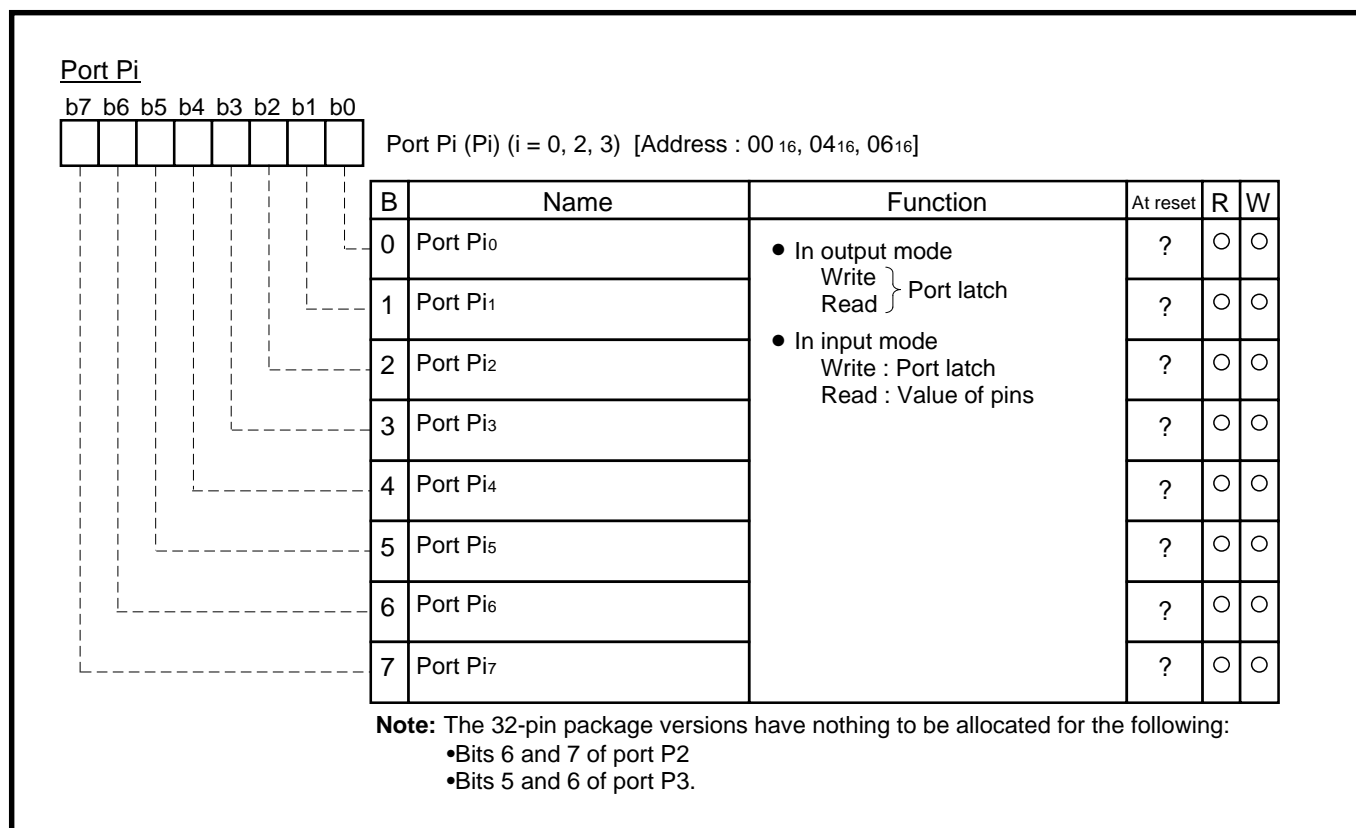 Port Pi
b7 b6 b5 b4 b3 b2 b1 b0
Port Pi (Pi) (i = 0, 2, 3) [Address : 00 16, 0416, 0616]
B Name Function At reset R W
0 Port Pi0 ? ○ ○
● In output mode
Write
Read
Port latch
1 Port Pi1 ? ○ ○
● In input mode
2 Port Pi2 ? ○ ○
Write : Port latch
Read : Value of pins
3 Port Pi3 ? ○ ○
4 Port Pi4 ? ○ ○
5 Port Pi5 ? ○ ○
6 Port Pi6 ? ○ ○
7 Port Pi7 ? ○ ○
Note: The 32-pin package versions have nothing to be allocated for the following:
•Bits 6 and 7 of port P2
•Bits 5 and 6 of port P3.